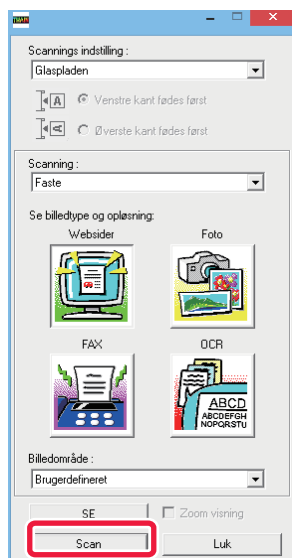 Scannings indstilling :
Glaspladen
A Venstre kant fødes først
A Øverste kant fødes først
Scanning :
Faste
Se billedtype og opløsning:
Websider Foto
FAX OCR
ABCD
ABCDEFGH
NOPQRSTU
Billedområde :
Brugerdefineret
SE Zoom visning
Scan Luk